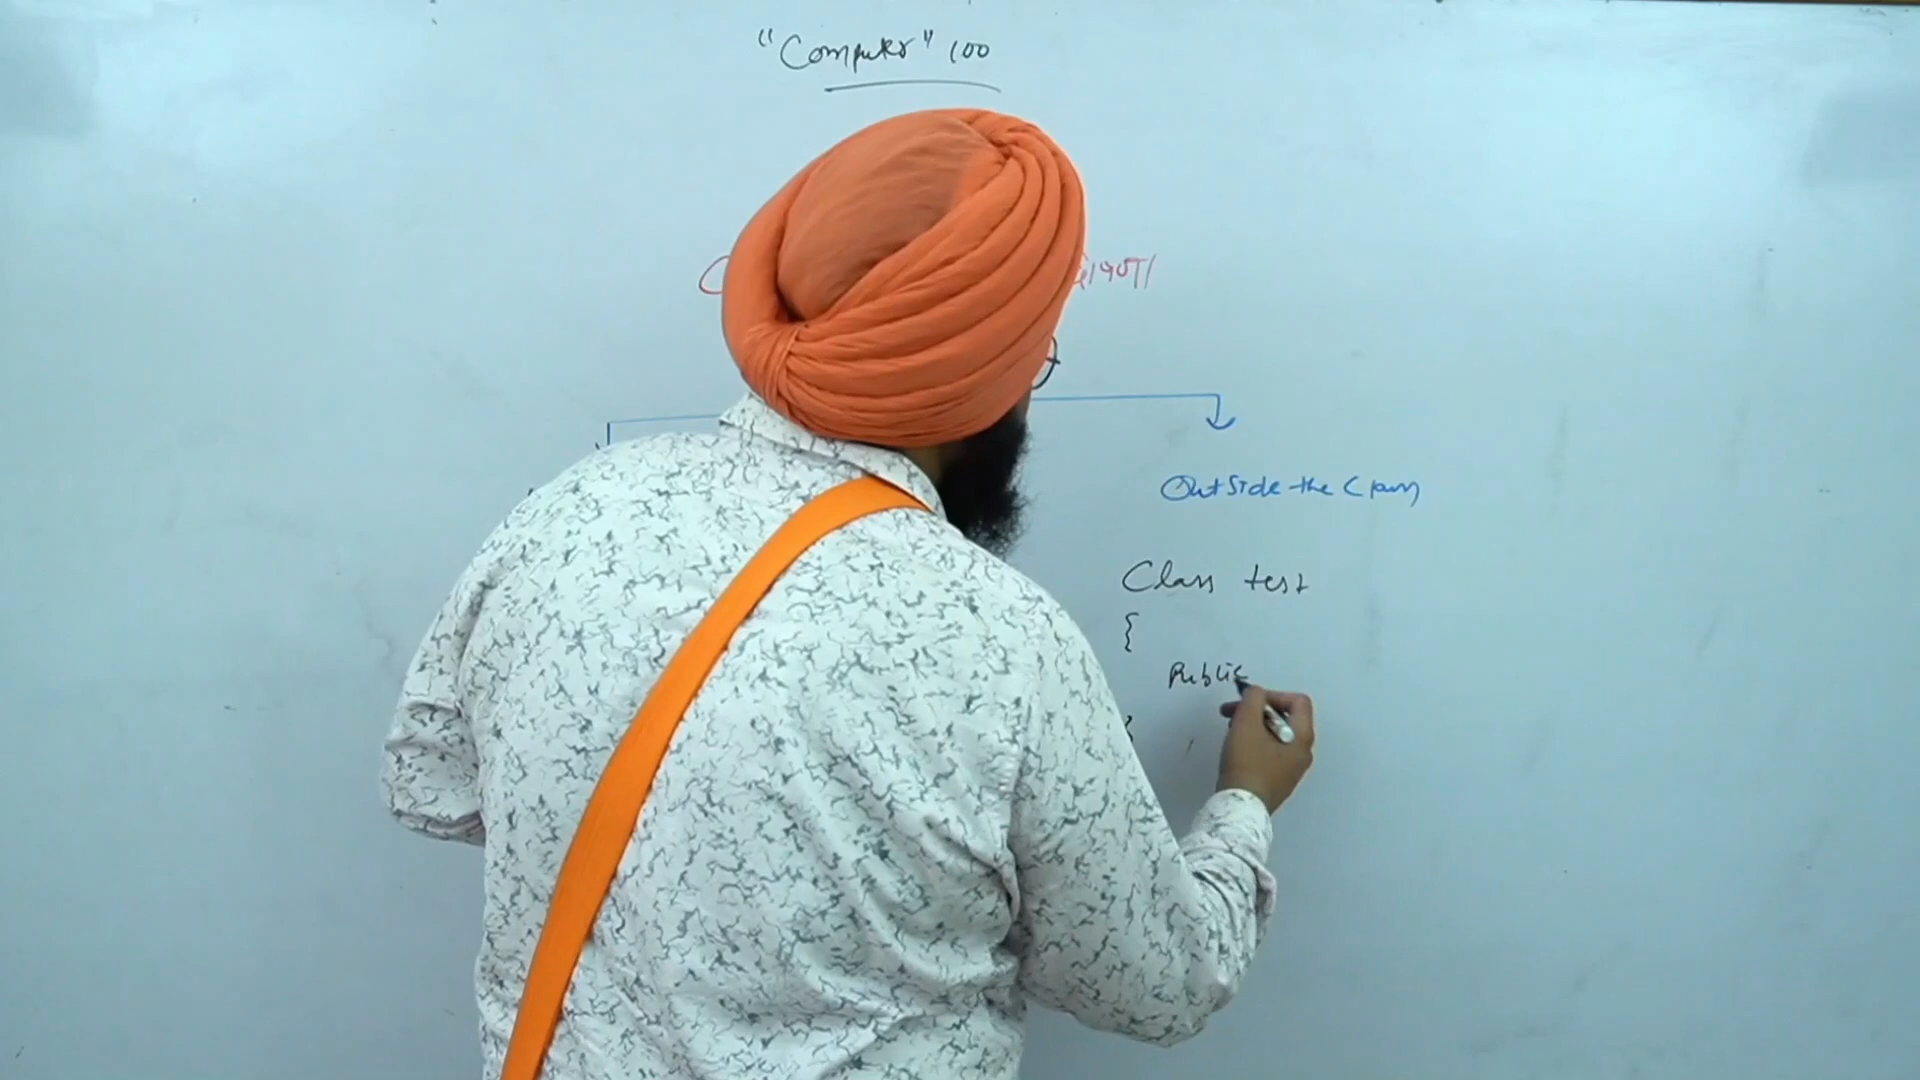 "Computer" 100
Outside the Class
Class test
{
Public
}